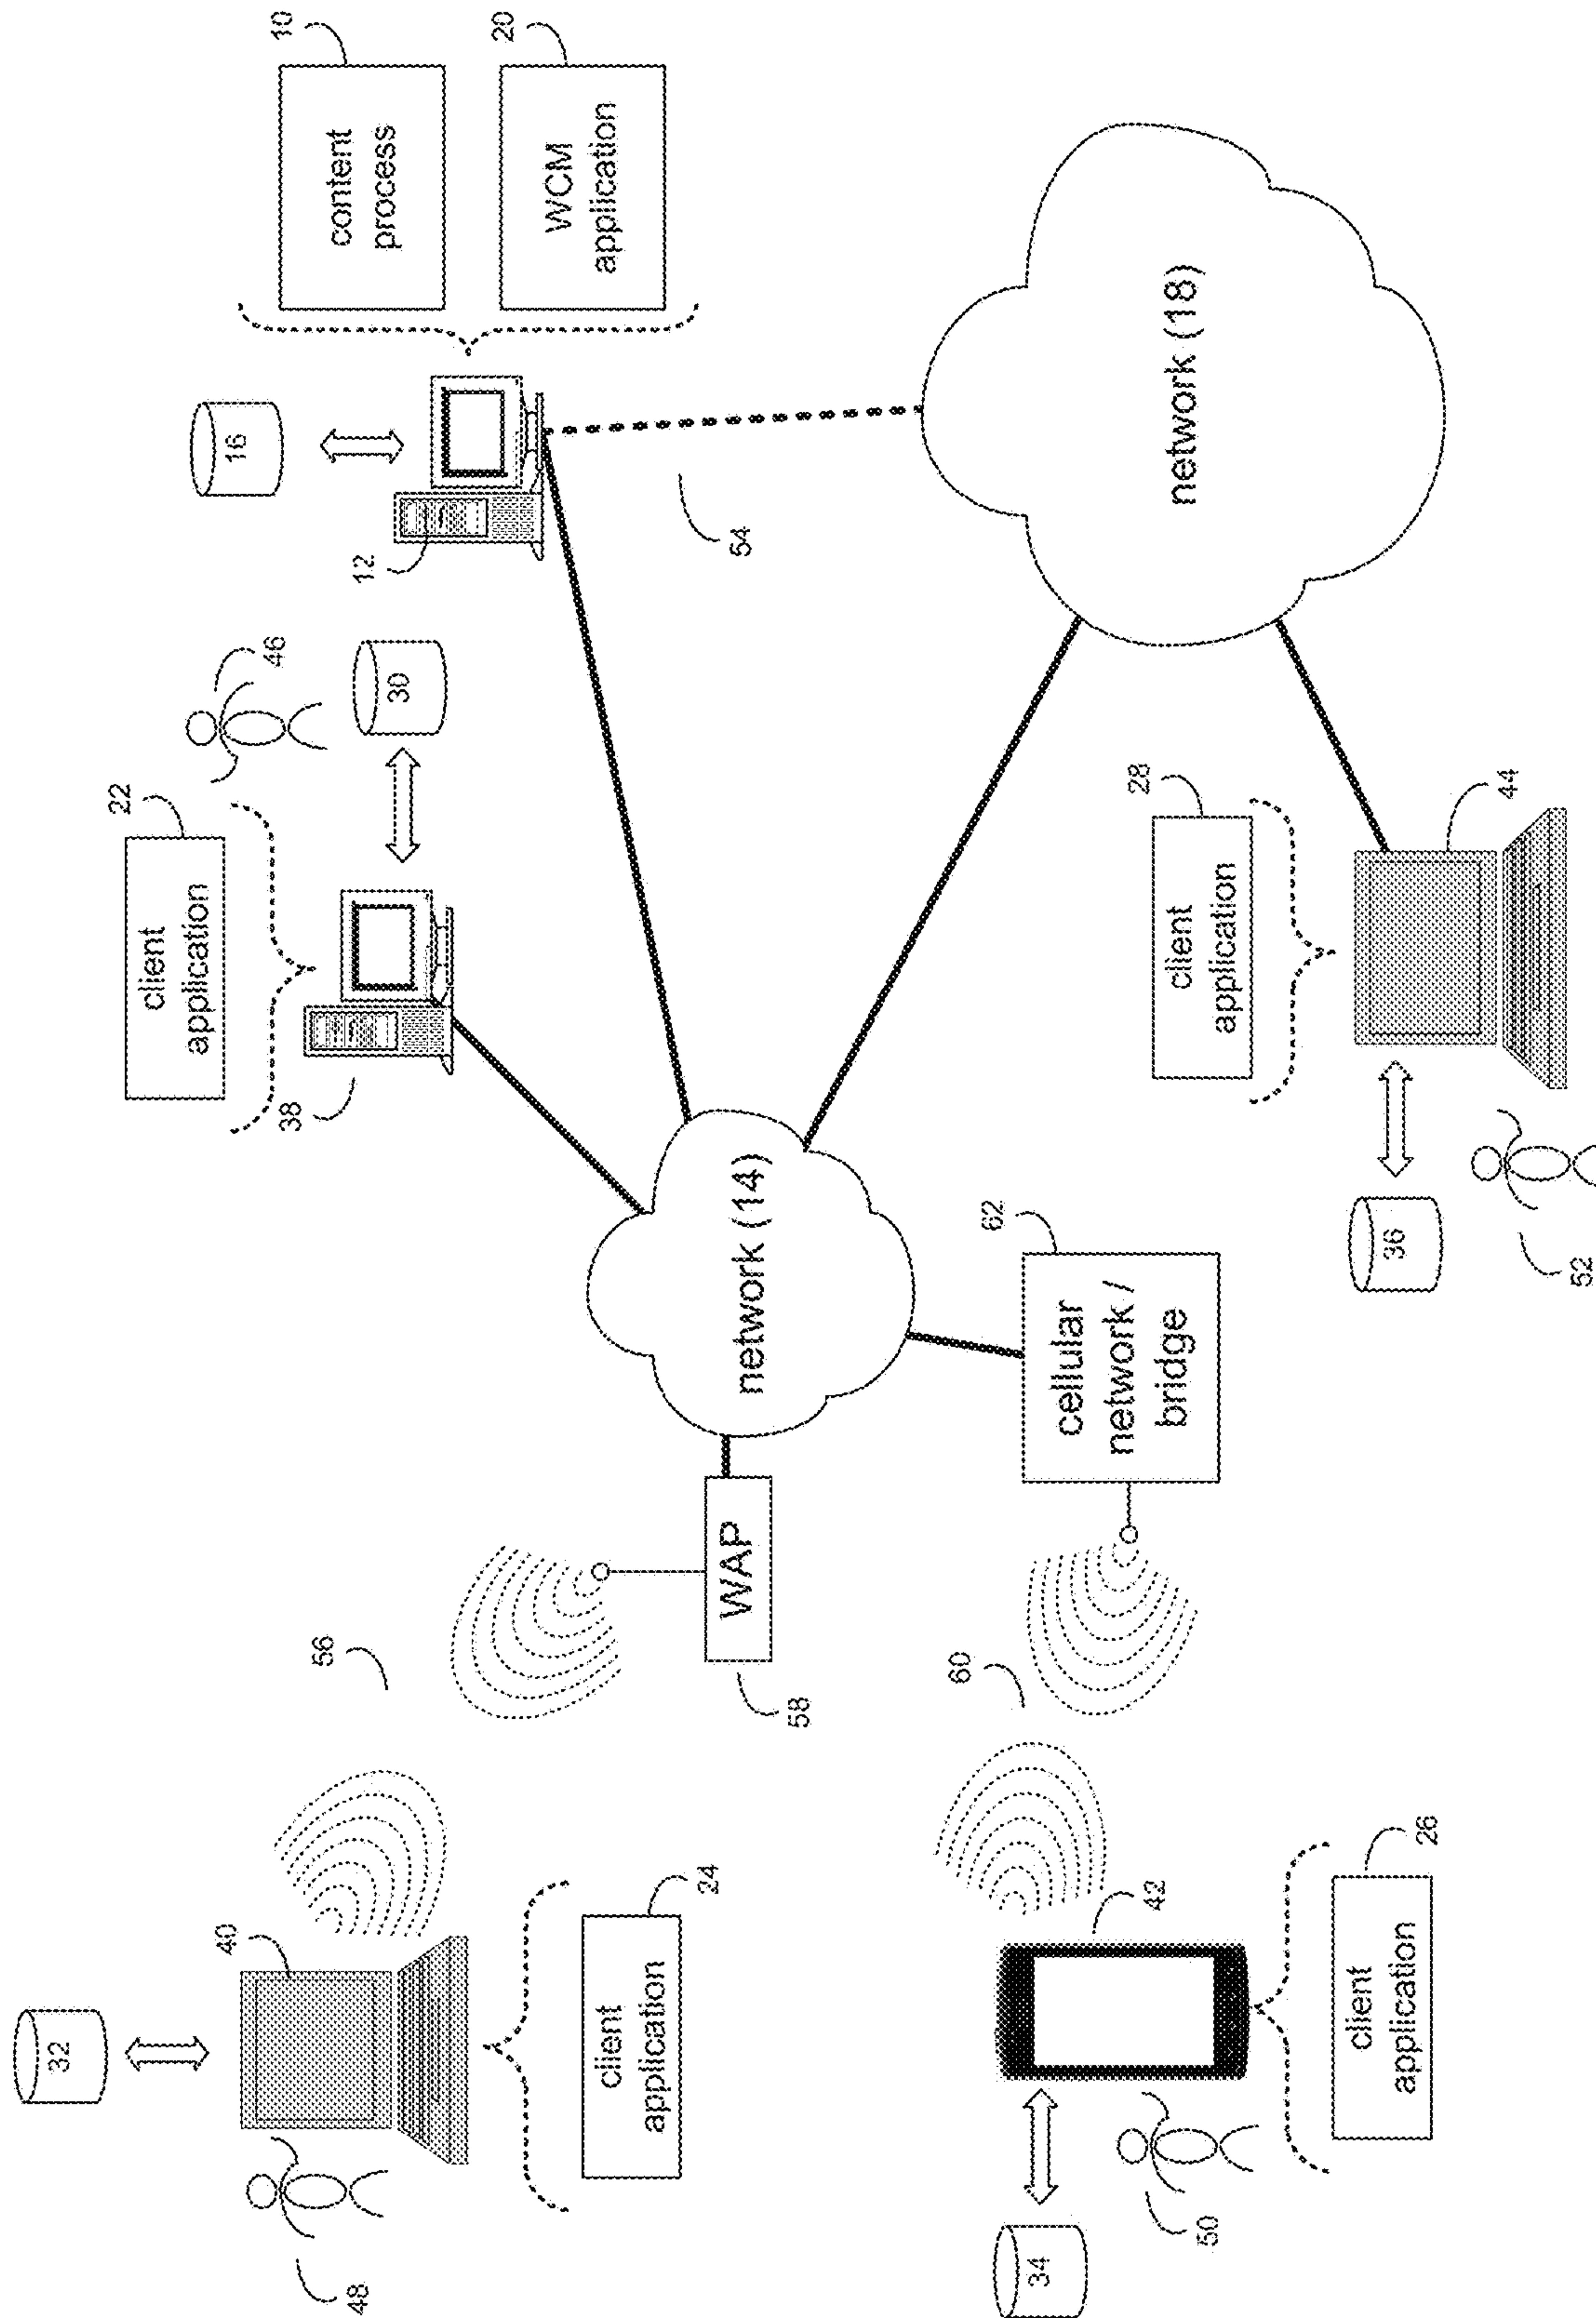 32
22
client
application
40
16
46
10
content
process
38
56
48
12
30
20
WCM
application
client
application
24
54
WAP
network (14)
58
60
62
34
cellular
network /
bridge
28
42
client
application
network (18)
50
client
application
36
26
44
52